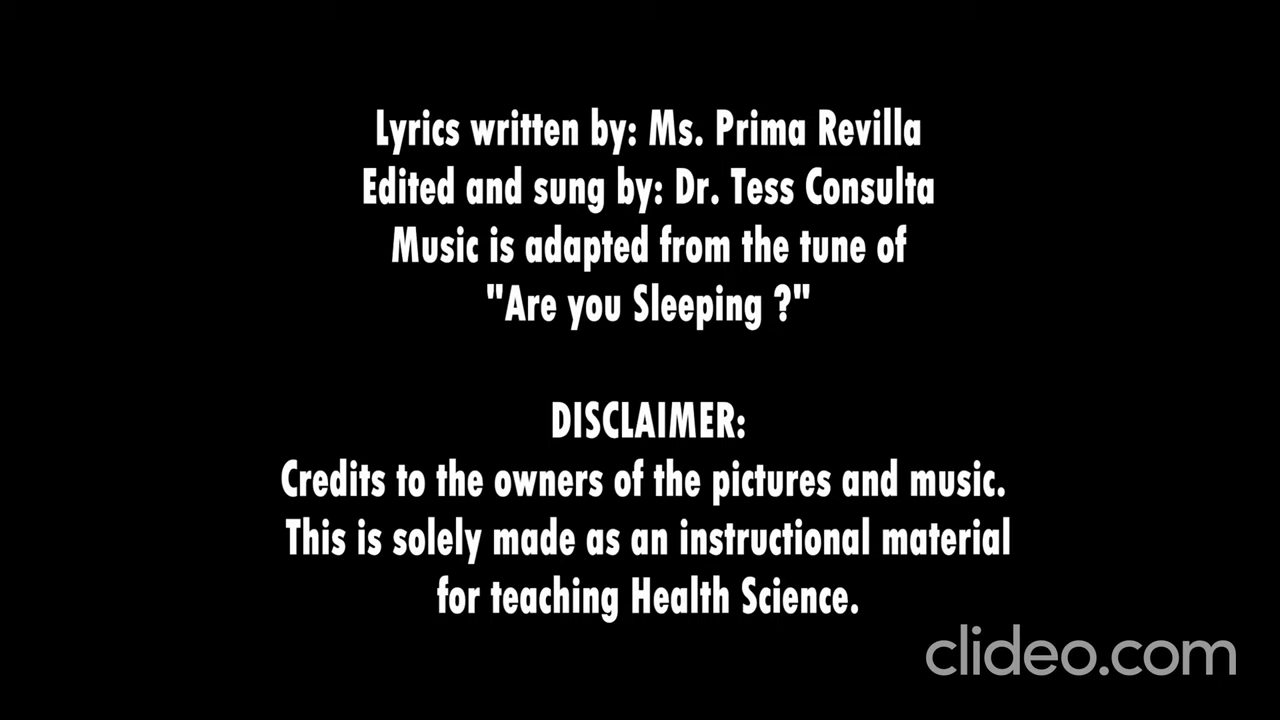 Lyrics written by: Ms. Prima Revilla
Edited and sung by: Dr. Tess Consulta
Music is adapted from the tune of
"Are you Sleeping ?"
DISCLAIMER:
Credits to the owners of the pictures and music.
This is solely made as an instructional material
for teaching Health Science.
clideo.com